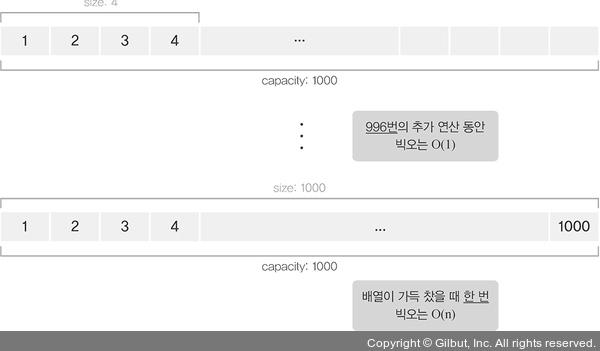 size: 4
1 2 3 4 ...
capacity: 1000
996번의 추가 연산 동안
빅오는 O(1)
size: 1000
1 2 3 4 ... 1000
capacity: 1000
배열이 가득 찼을 때 한 번
빅오는 O(n)
Copyright © Gilbut, Inc. All rights reserved.